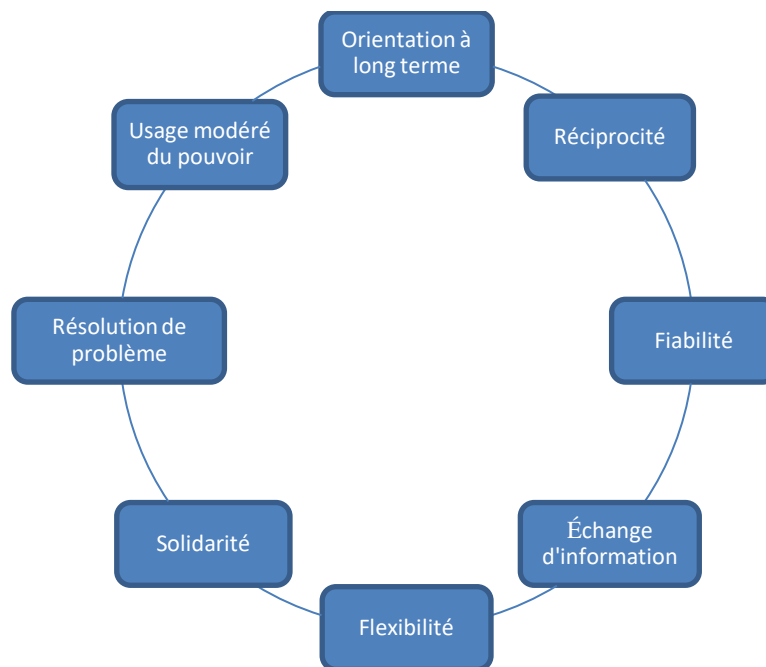 Orientation à
long terme
Réciprocité
Fiabilité
Échange
d'information
Flexibilité
Solidarité
Résolution de
problème
Usage modéré
du pouvoir